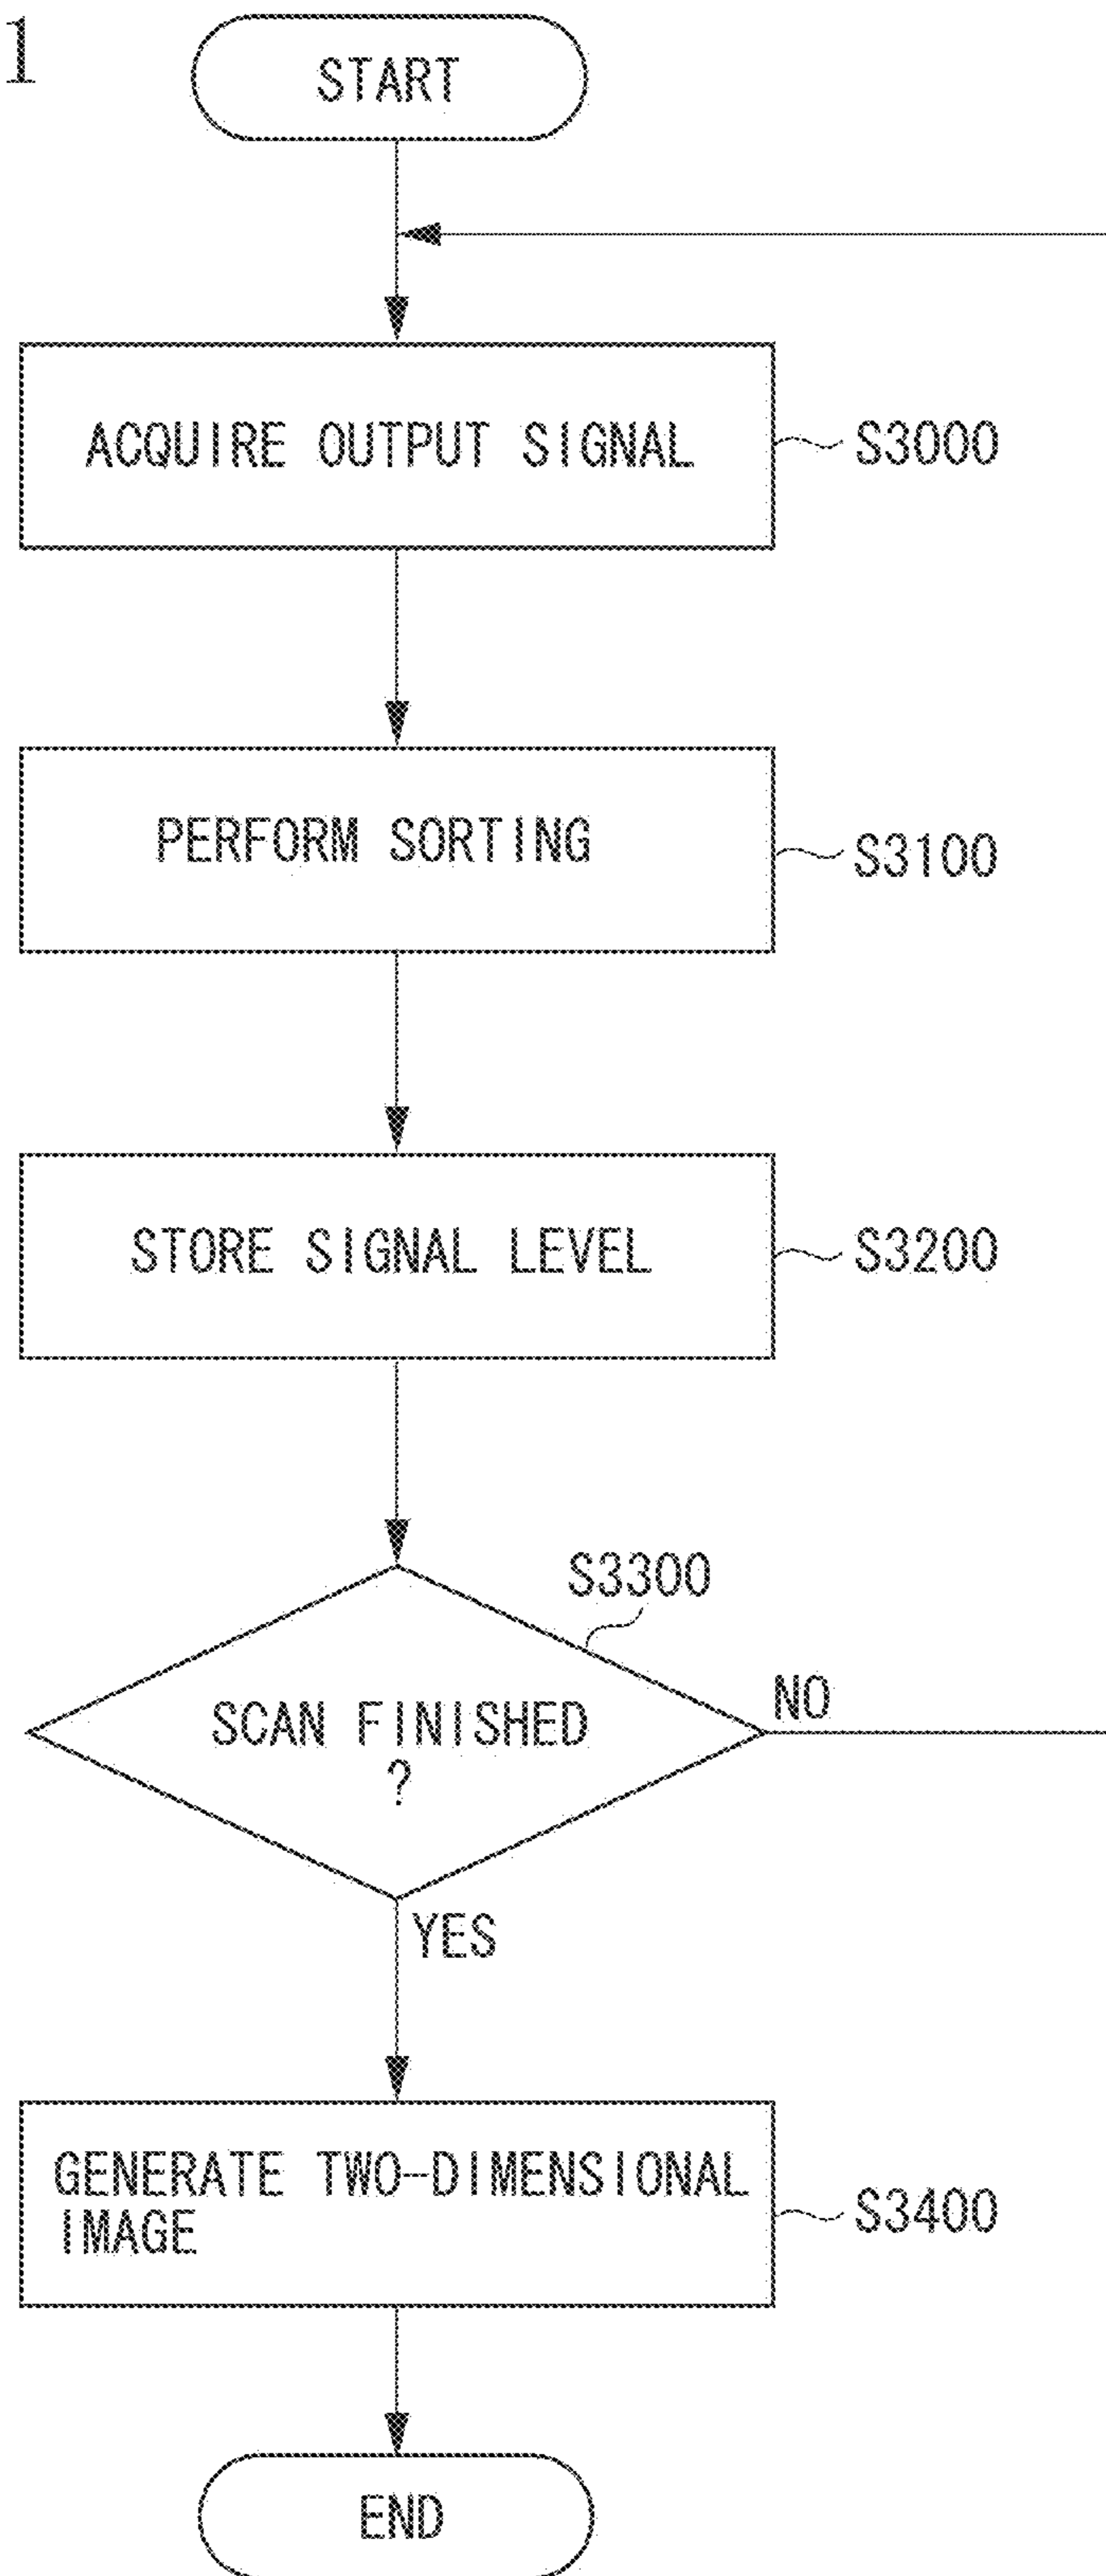 1
START
ACQUIRE OUTPUT SIGNAL
S3000
PERFORM SORTING
S3100
STORE SIGNAL LEVEL
S3200
S3300
SCAN FINISHED
?
NO
YES
GENERATE TWO-DIMENSIONAL
IMAGE
S3400
END